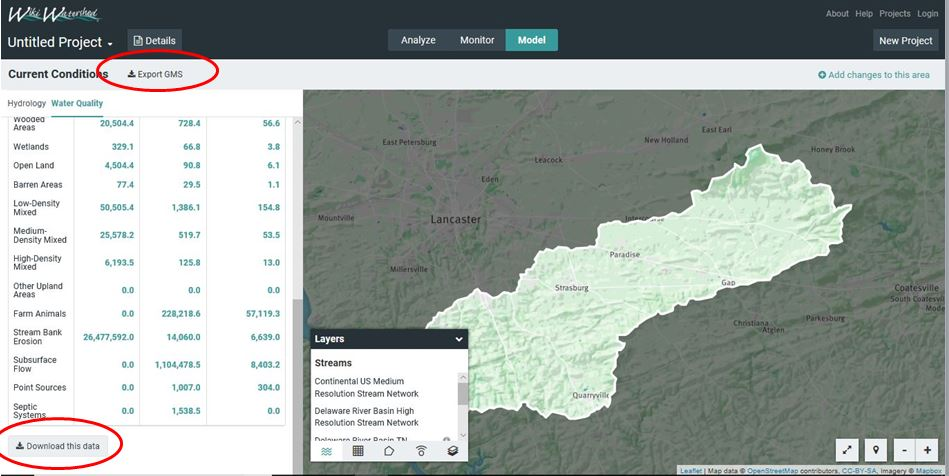 Wiki Watershed
About Help Projects Login
Untitled Project
Details
Analyze Monitor Model
New Project
Current Conditions
Export GMS
Add changes to this area
Hydrology Water Quality
Wooded Areas 20,504.4 728.4 56.6
Wetlands 329.1 66.8 3.8
Open Land 4,504.4 90.8 6.1
Barren Areas 77.4 29.5 1.1
Low-Density Mixed 50,505.4 1,386.1 154.8
Medium-Density Mixed 25,578.2 519.7 53.5
High-Density Mixed 6,193.5 125.8 13.0
Other Upland Areas 0.0 0.0 0.0
Farm Animals 0.0 228,218.6 57,119.3
Stream Bank Erosion 26,477,592.0 14,060.0 6,639.0
Subsurface Flow 0.0 1,104,478.5 8,403.2
Point Sources 0.0 1,007.0 304.0
Septic Systems 0.0 1,538.5 0.0
Download this data
East Petersburg
Leacock
New Holland
East Earl
Honey Brook
Eden
Mountville
Lancaster
Intercourse
Paradise
Millersville
Strasburg
Gap
Coatesville
South Coatesville
Mod
Parkesburg
Christiana
Atglen
Quarryville
Layers
Streams
Continental US Medium
Resolution Stream Network
Delaware River Basin High
Resolution Stream Network
Delaware River Basin TN
- +
Leaflet | Map data © OpenStreetMap contributors, CC-BY-SA, Imagery © Mapbox